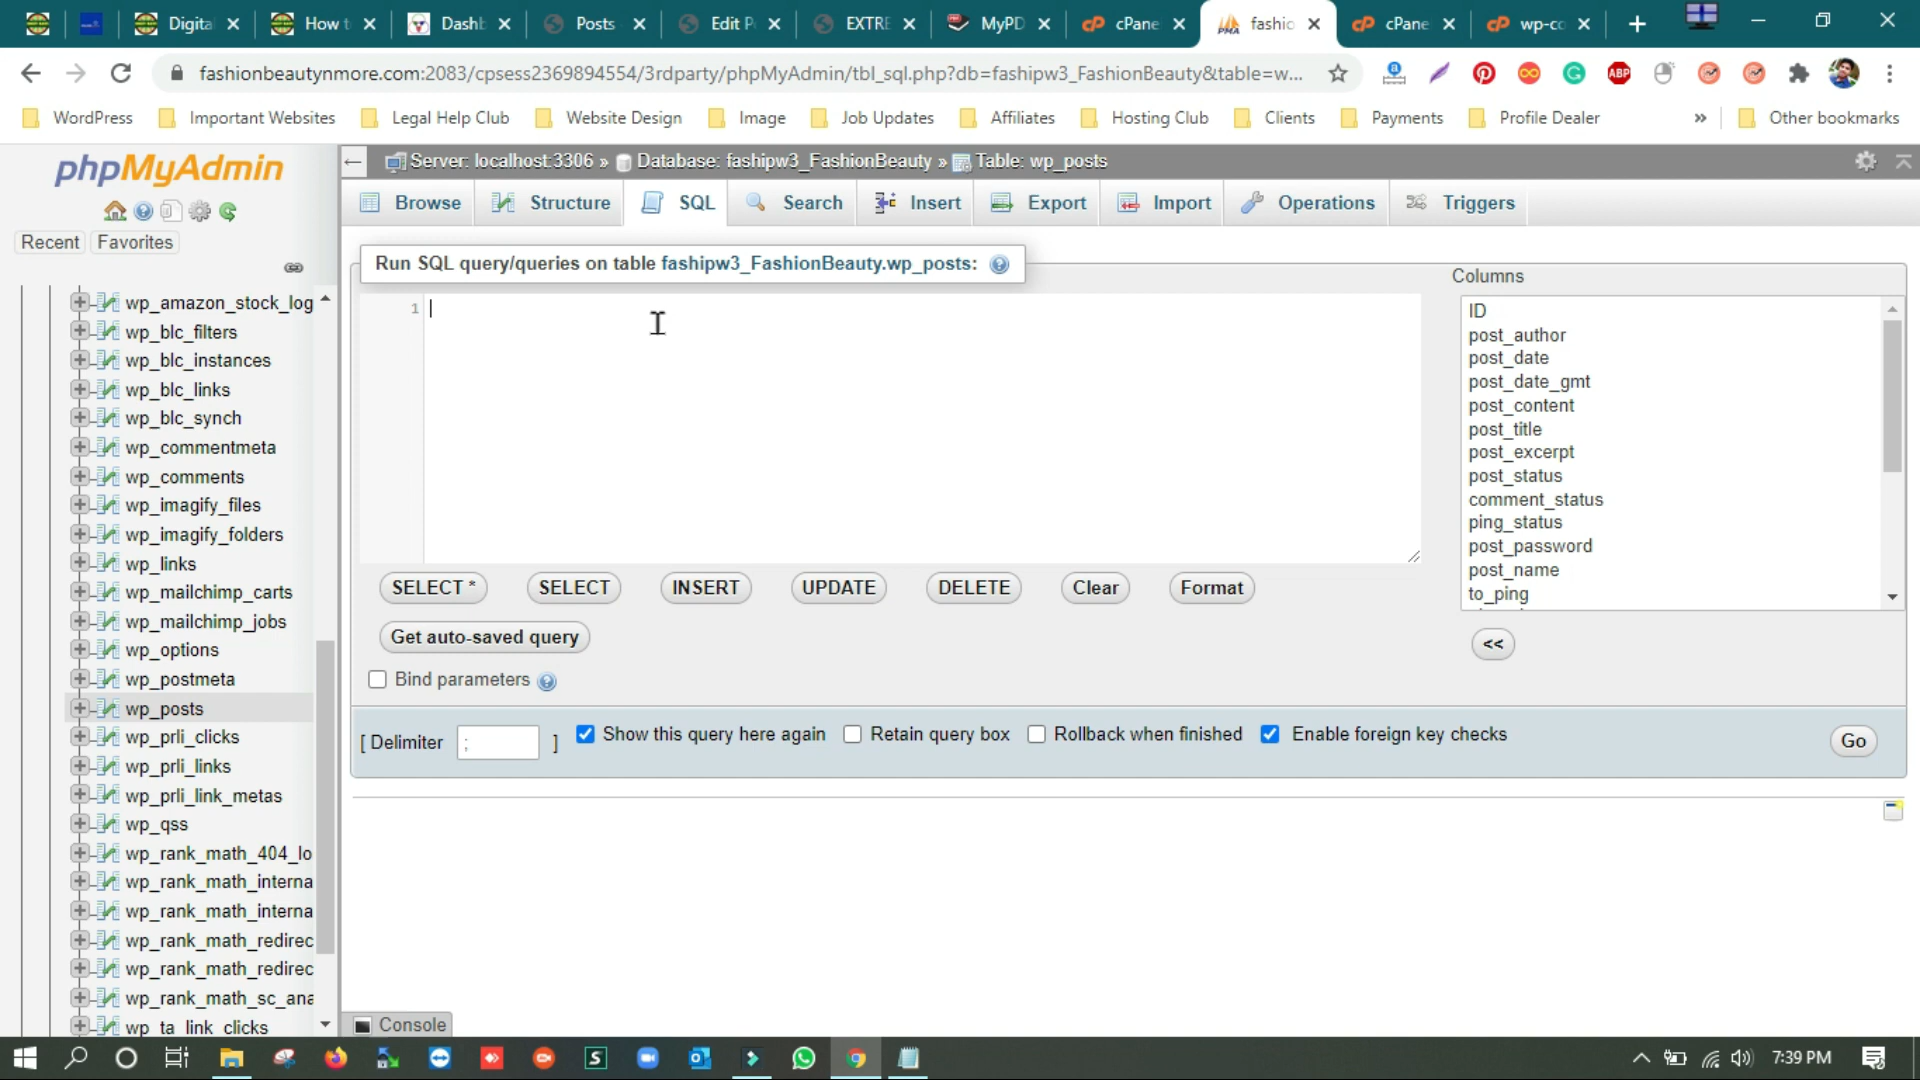 Digita
How t
Dashb
Posts
Edit P
EXTRE
MyPD
cPane
fashio
cPane
wp-co
fashionbeautynmore.com:2083/cpsess2369894554/3rdparty/phpMyAdmin/tbl_sql.php?db=fashipw3_FashionBeauty&table=w...
WordPress
Important Websites
Legal Help Club
Website Design
Image
Job Updates
Affiliates
Hosting Club
Clients
Payments
Profile Dealer
»
Other bookmarks
phpMyAdmin
Recent
Favorites
wp_amazon_stock_log
wp_blc_filters
wp_blc_instances
wp_blc_links
wp_blc_synch
wp_commentmeta
wp_comments
wp_imagify_files
wp_imagify_folders
wp_links
wp_mailchimp_carts
wp_mailchimp_jobs
wp_options
wp_postmeta
wp_posts
wp_prli_clicks
wp_prli_links
wp_prli_link_metas
wp_qss
wp_rank_math_404_lo
wp_rank_math_interna
wp_rank_math_interna
wp_rank_math_redirec
wp_rank_math_redirec
wp_rank_math_sc_ana
wp_ta_link_clicks
Server: localhost:3306 » Database: fashipw3_FashionBeauty » Table: wp_posts
Browse
Structure
SQL
Search
Insert
Export
Import
Operations
Triggers
Run SQL query/queries on table fashipw3_FashionBeauty.wp_posts:
1
Columns
ID
post_author
post_date
post_date_gmt
post_content
post_title
post_excerpt
post_status
comment_status
ping_status
post_password
post_name
to_ping
SELECT *
SELECT
INSERT
UPDATE
DELETE
Clear
Format
Get auto-saved query
<<
Bind parameters
[ Delimiter ; ]
Show this query here again
Retain query box
Rollback when finished
Enable foreign key checks
Go
Console
7:39 PM